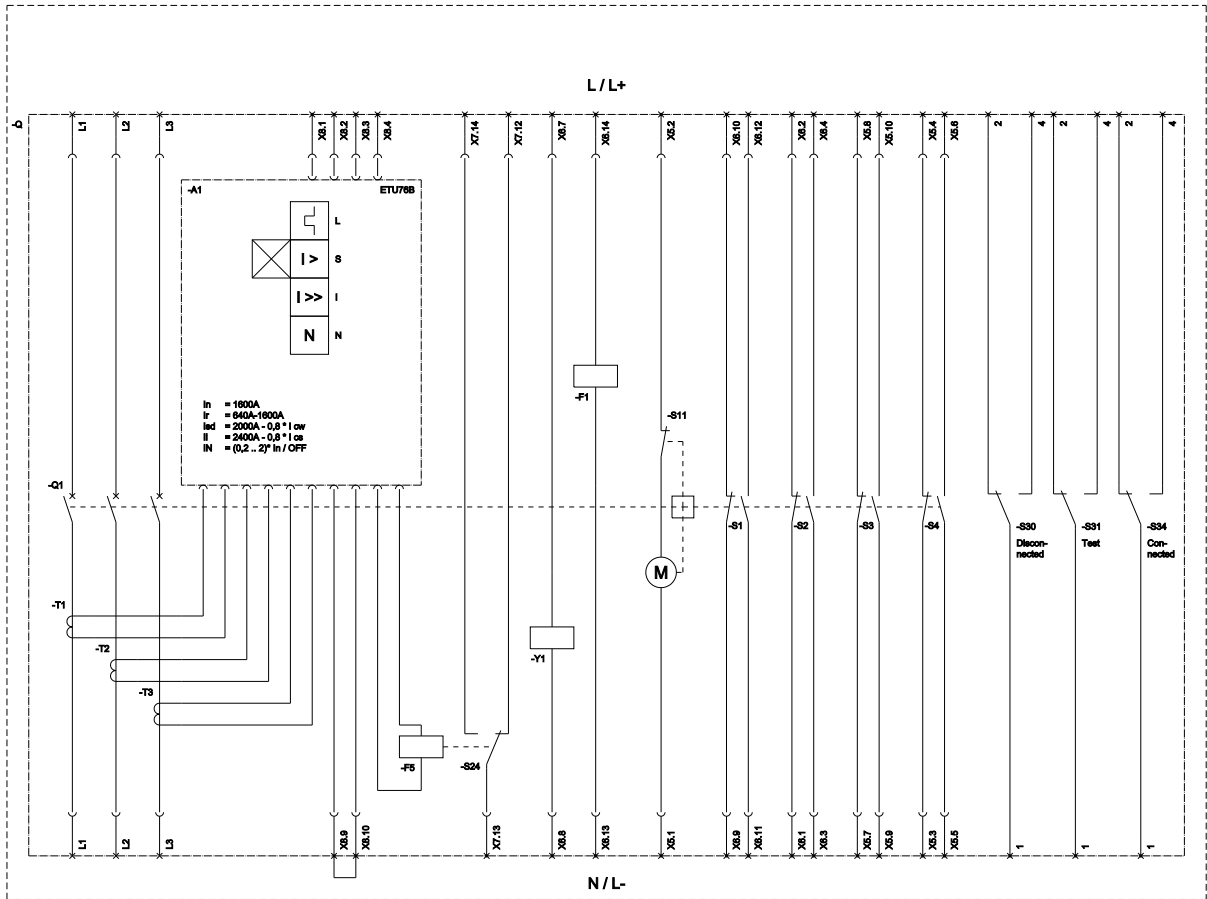 L / L+
-Q
L1
L2
L3
X8.1
X8.2
X8.3
X8.4
X7.14
X7.12
X6.7
X6.14
X5.2
X6.10
X6.12
X6.2
X6.4
X5.8
X5.10
X5.4
X5.6
2
4
2
4
2
4
-A1
ETU76B
L
I >
S
I >>
I
N
N
In = 1600A
Ir = 640A-1600A
Isd = 2000A - 0,8 * I cw
Ii = 2400A - 0,8 * I cs
IN = (0,2 .. 2)* In / OFF
-F1
-S11
-Q1
-S1
-S2
-S3
-S4
-S30
Discon-
nected
-S31
Test
-S34
Con-
nected
M
-T1
-T2
-T3
-Y1
-F5
-S24
L1
L2
L3
X8.9
X8.10
X7.13
X6.8
X6.13
X5.1
X6.9
X6.11
X6.1
X6.3
X5.7
X5.9
X5.3
X5.5
1
1
1
N / L-